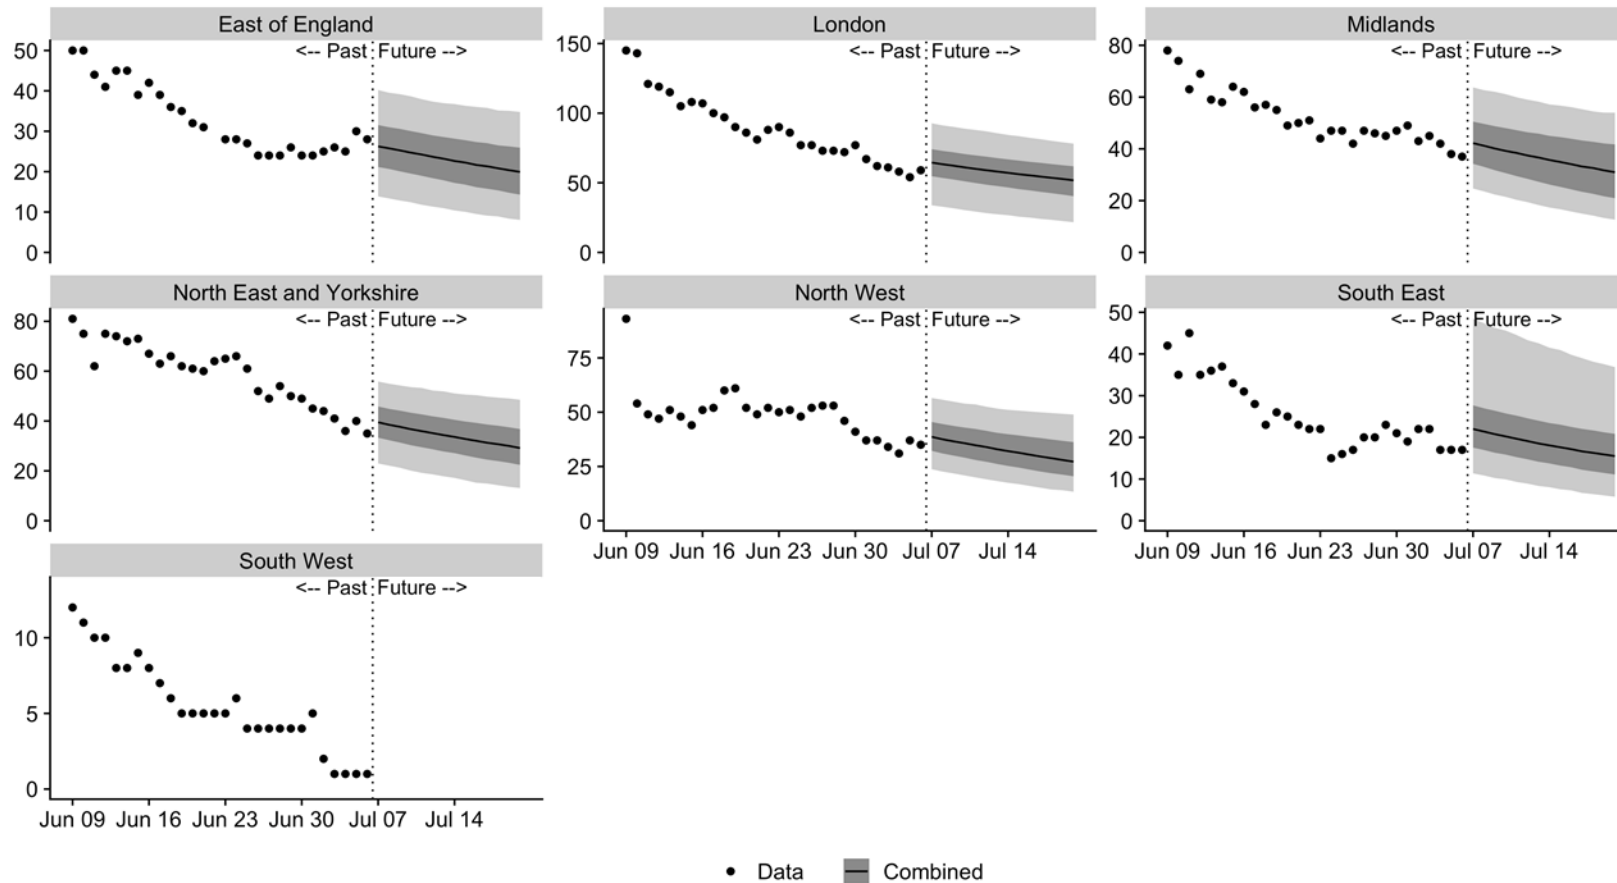 East of England
<-- Past Future -->
50
40
30
20
10
0
London
<-- Past Future -->
150
100
50
0
Midlands
<-- Past Future -->
80
60
40
20
0
North East and Yorkshire
<-- Past Future -->
80
60
40
20
0
North West
<-- Past Future -->
75
50
25
0
Jun 09 Jun 16 Jun 23 Jun 30 Jul 07 Jul 14
South East
<-- Past Future -->
50
40
30
20
10
0
Jun 09 Jun 16 Jun 23 Jun 30 Jul 07 Jul 14
South West
<-- Past Future -->
10
5
0
Jun 09 Jun 16 Jun 23 Jun 30 Jul 07 Jul 14
Data Combined